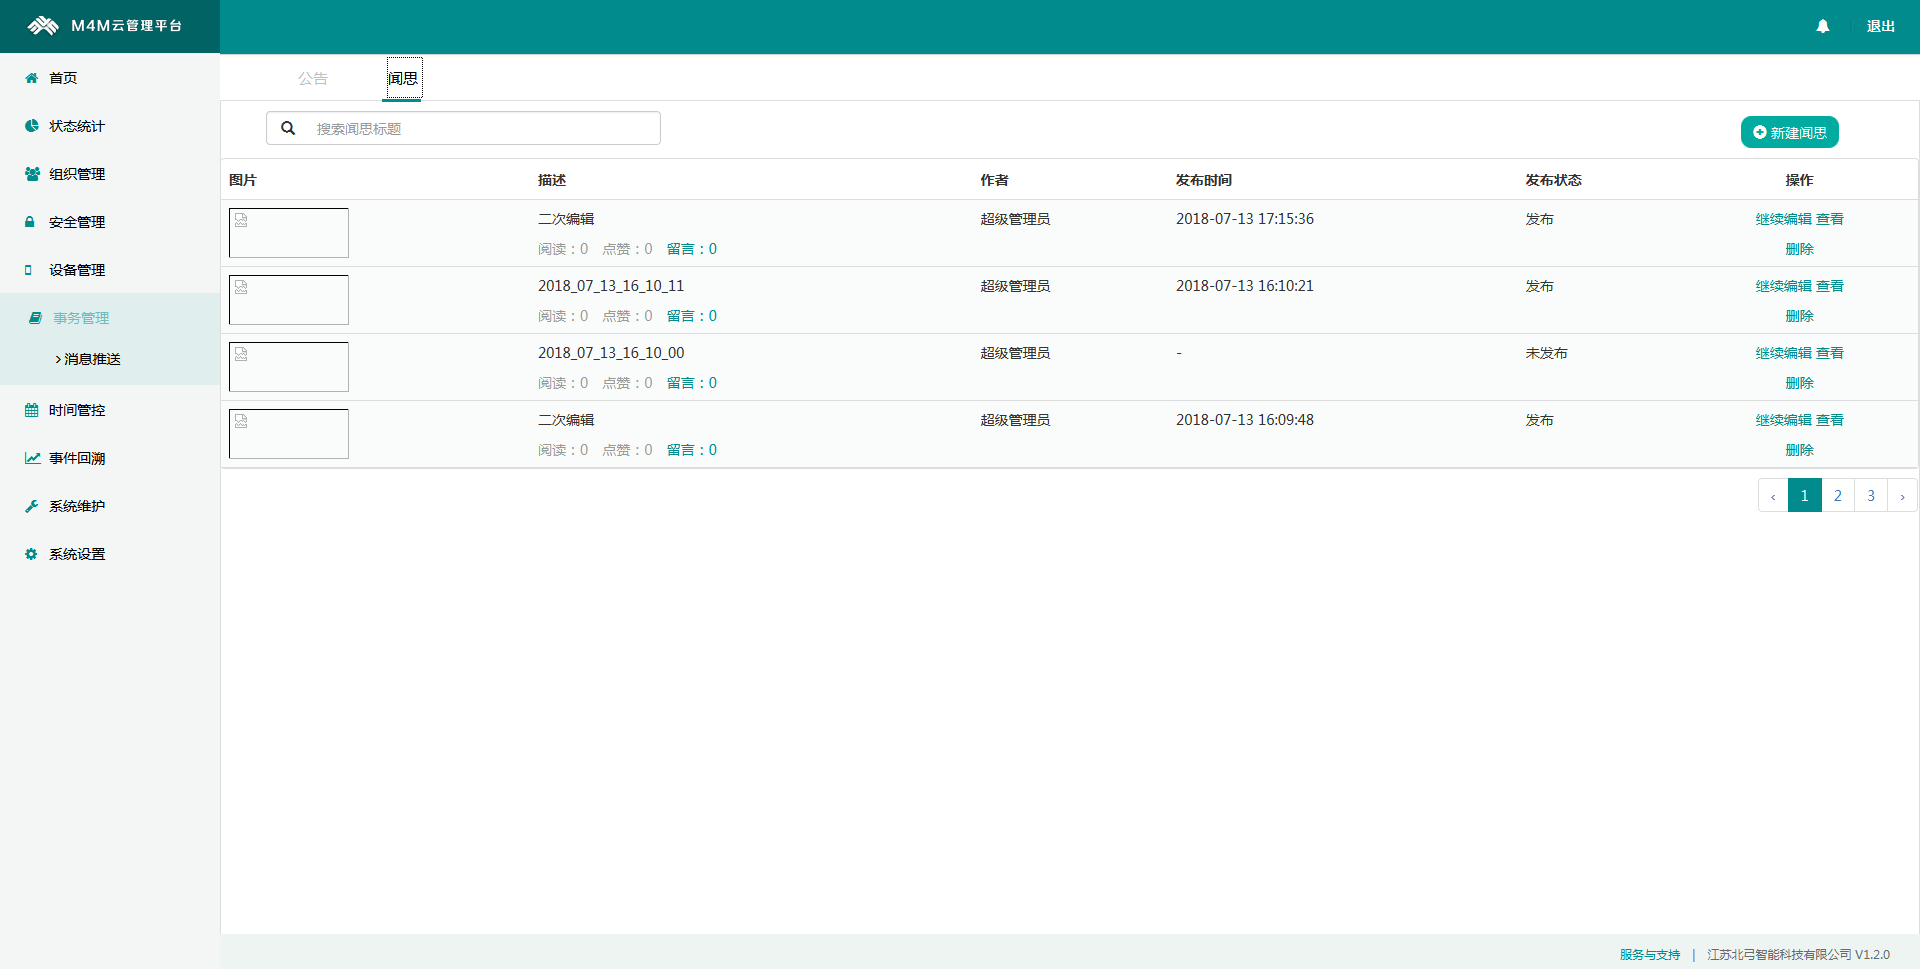 M4M云管理平台
退出
首页
状态统计
组织管理
安全管理
设备管理
事务管理
消息推送
时间管控
事件回溯
系统维护
系统设置
公告 闻思
搜索闻思标题
新建闻思
图片 描述 作者 发布时间 发布状态 操作
二次编辑 超级管理员 2018-07-13 17:15:36 发布 继续编辑 查看
阅读：0 点赞：0 留言：0 删除
2018_07_13_16_10_11 超级管理员 2018-07-13 16:10:21 发布 继续编辑 查看
阅读：0 点赞：0 留言：0 删除
2018_07_13_16_10_00 超级管理员 - 未发布 继续编辑 查看
阅读：0 点赞：0 留言：0 删除
二次编辑 超级管理员 2018-07-13 16:09:48 发布 继续编辑 查看
阅读：0 点赞：0 留言：0 删除
‹ 1 2 3 ›
服务与支持 | 江苏北弓智能科技有限公司 V1.2.0